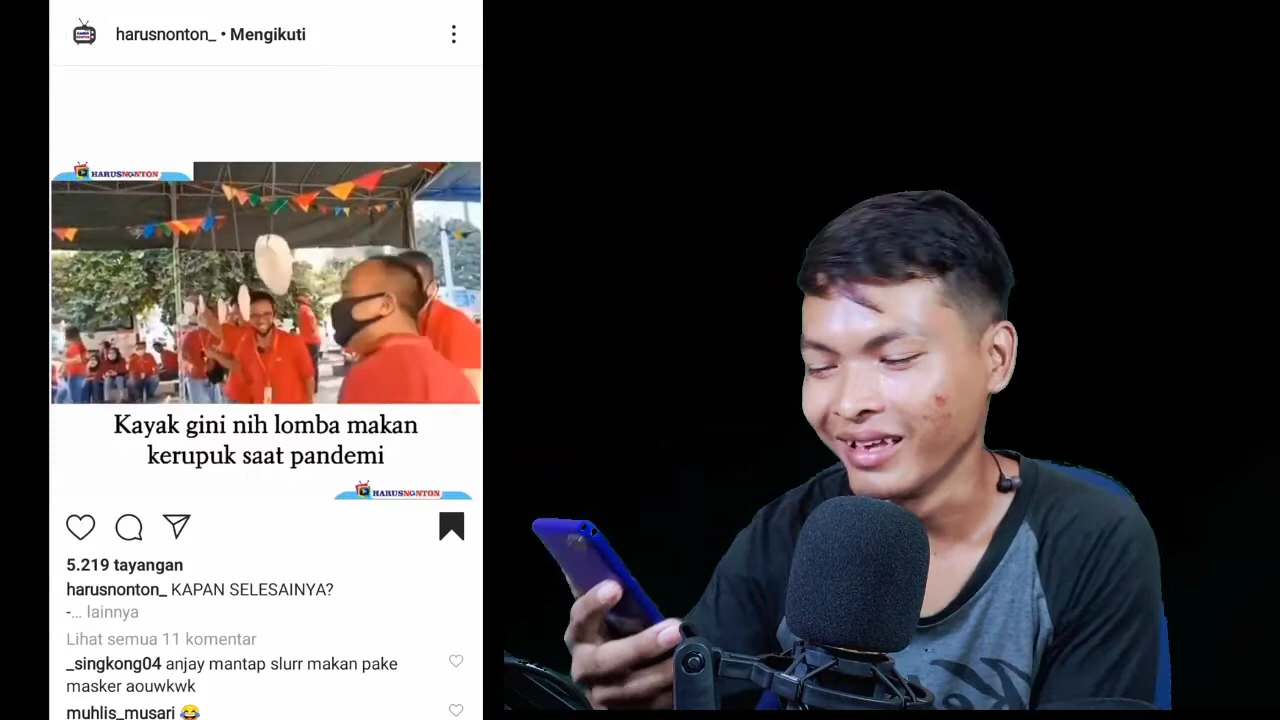 harusnonton_ • Mengikuti
HARUSNONTON
Kayak gini nih lomba makan
kerupuk saat pandemi
HARUSNONTON
5.219 tayangan
harusnonton_ KAPAN SELESAINYA?
-... lainnya
Lihat semua 11 komentar
_singkong04 anjay mantap slurr makan pake
masker aouwkwk
muhlis_musari 😂